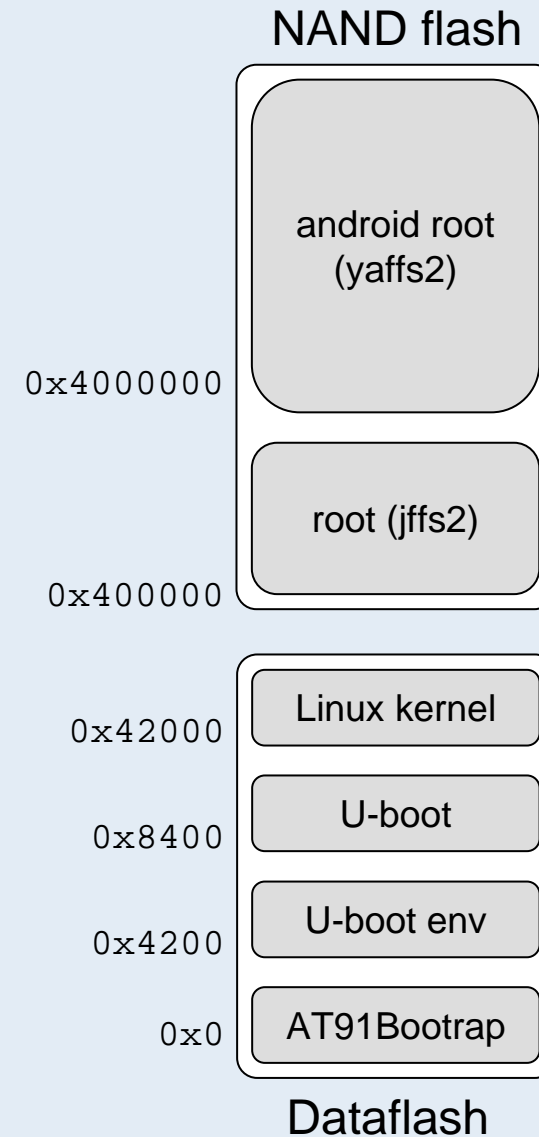 NAND flash
android root
(yaffs2)
0x4000000
root (jffs2)
0x400000
Linux kernel
0x42000
U-boot
0x8400
U-boot env
0x4200
AT91Bootrap
0x0
Dataflash